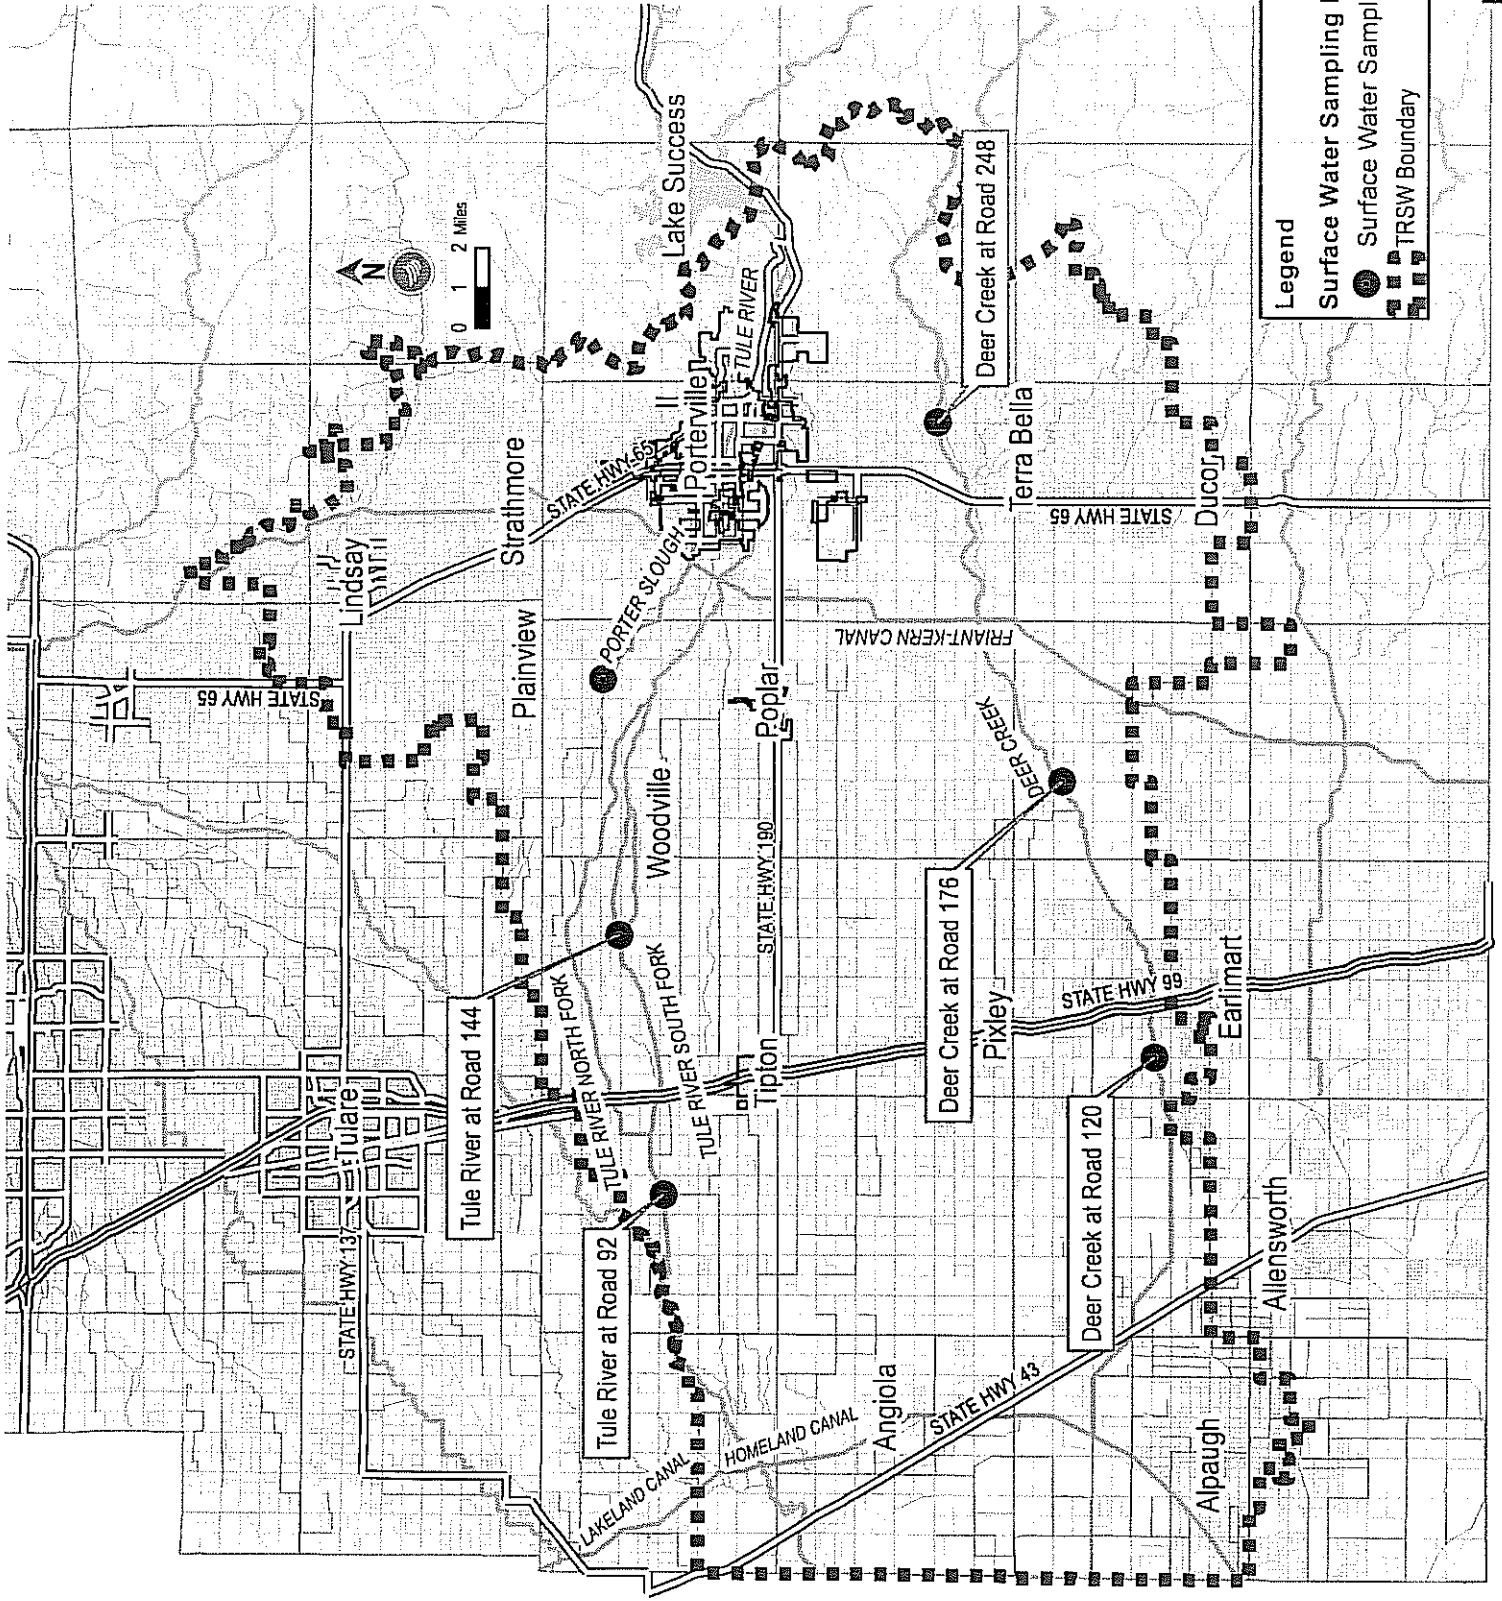 STATE HWY 137
Tulare
STATE HWY 65
Lindsay
Strathmore
STATE HWY 65
Plainview
N
0 1 2 Miles
Lake Success
Tule River at Road 144
Tule River at Road 92
LAKELAND CANAL
HOMELAND CANAL
TULE RIVER NORTH FORK
TULE RIVER SOUTH FORK
Woodville
PORTER SLOUGH
Porterville
TULE RIVER
Tipton
STATE HWY 190
Poplar
FRIANT-KERN CANAL
Angiola
STATE HWY 43
Deer Creek at Road 176
Pixley
STATE HWY 99
DEER CREEK
Deer Creek at Road 248
Terra Bella
STATE HWY 65
Ducor
Deer Creek at Road 120
Earlimart
Allensworth
Alpaugh
Legend
Surface Water Sampling
Surface Water
TRSW Boundary